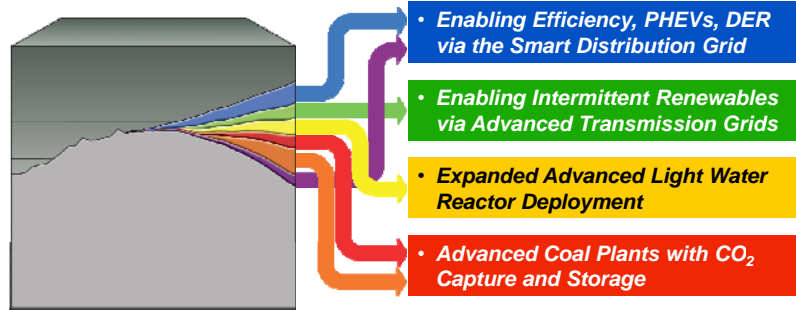 • Enabling Efficiency, PHEVs, DER
via the Smart Distribution Grid
• Enabling Intermittent Renewables
via Advanced Transmission Grids
• Expanded Advanced Light Water
Reactor Deployment
• Advanced Coal Plants with CO₂
Capture and Storage